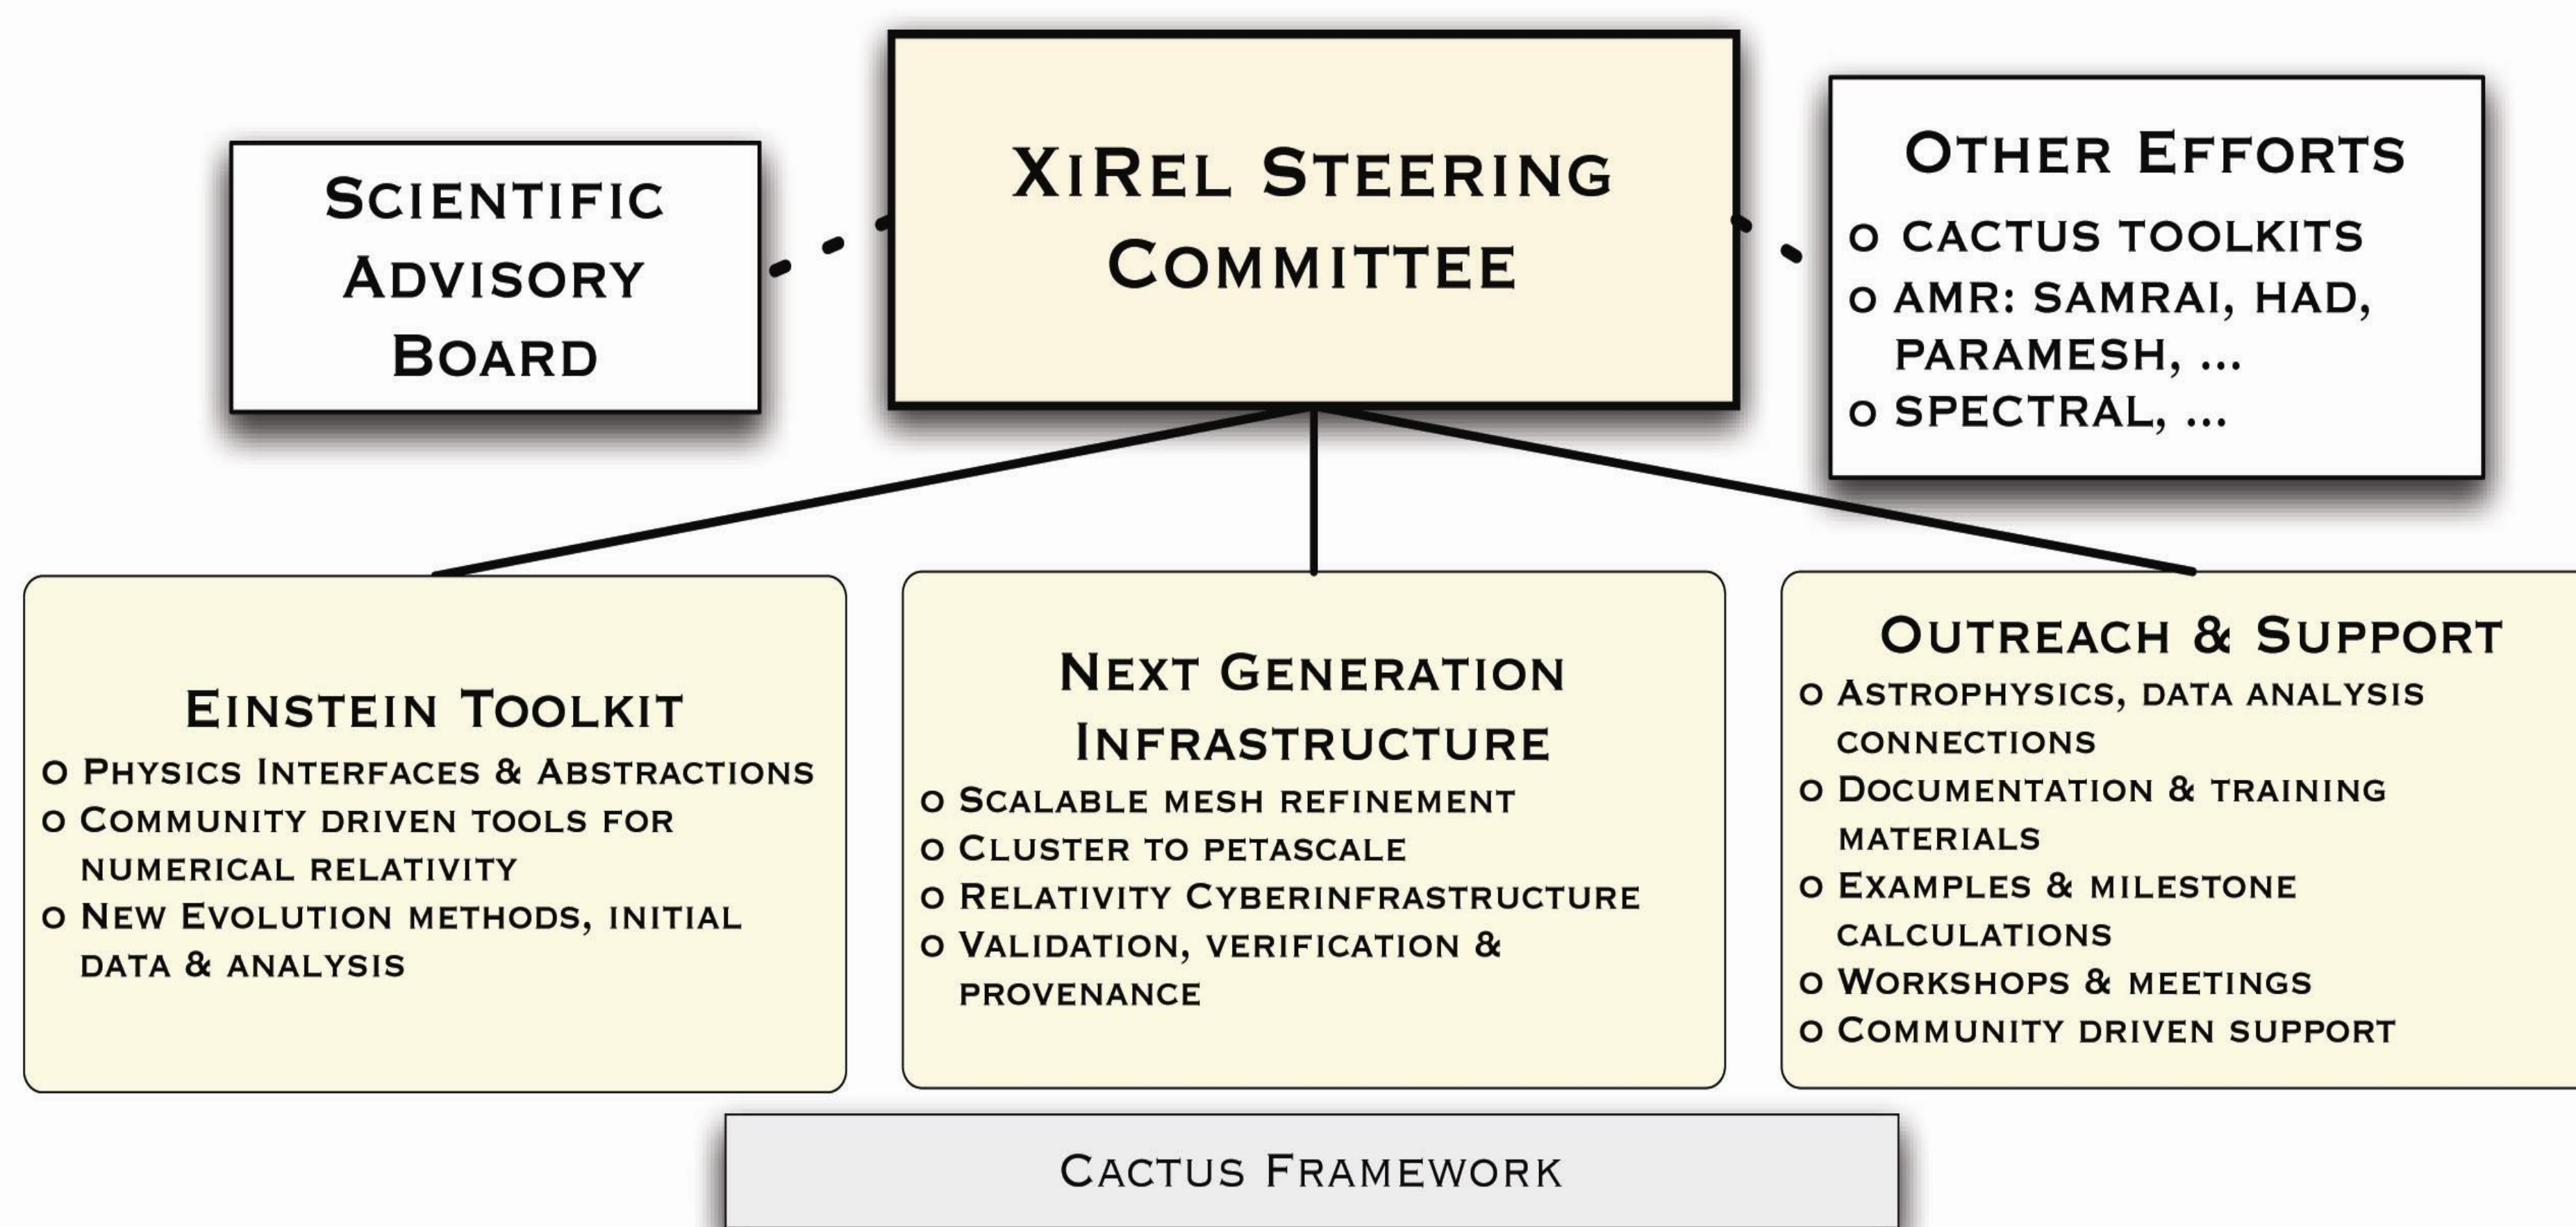 Scientific
Advisory
Board
XiRel Steering
Committee
Other Efforts
o cactus toolkits
o AMR: SAMRAI, HAD,
PARAMESH, ...
o spectral, ...
Einstein Toolkit
o Physics Interfaces & Abstractions
o Community driven tools for
numerical relativity
o New Evolution methods, initial
data & analysis
Next Generation
Infrastructure
o Scalable mesh refinement
o Cluster to petascale
o Relativity Cyberinfrastructure
o Validation, verification &
provenance
Outreach & Support
o Astrophysics, data analysis
connections
o Documentation & training
materials
o Examples & milestone
calculations
o Workshops & meetings
o Community driven support
Cactus Framework